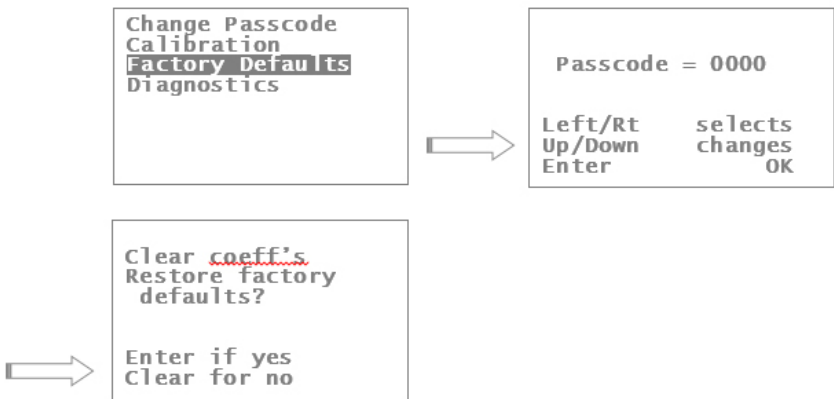 Change Passcode
Calibration
Factory Defaults
Diagnostics
Passcode = 0000
Left/Rt selects
Up/Down changes
Enter OK
Clear coeff's
Restore factory
defaults?
Enter if yes
Clear for no